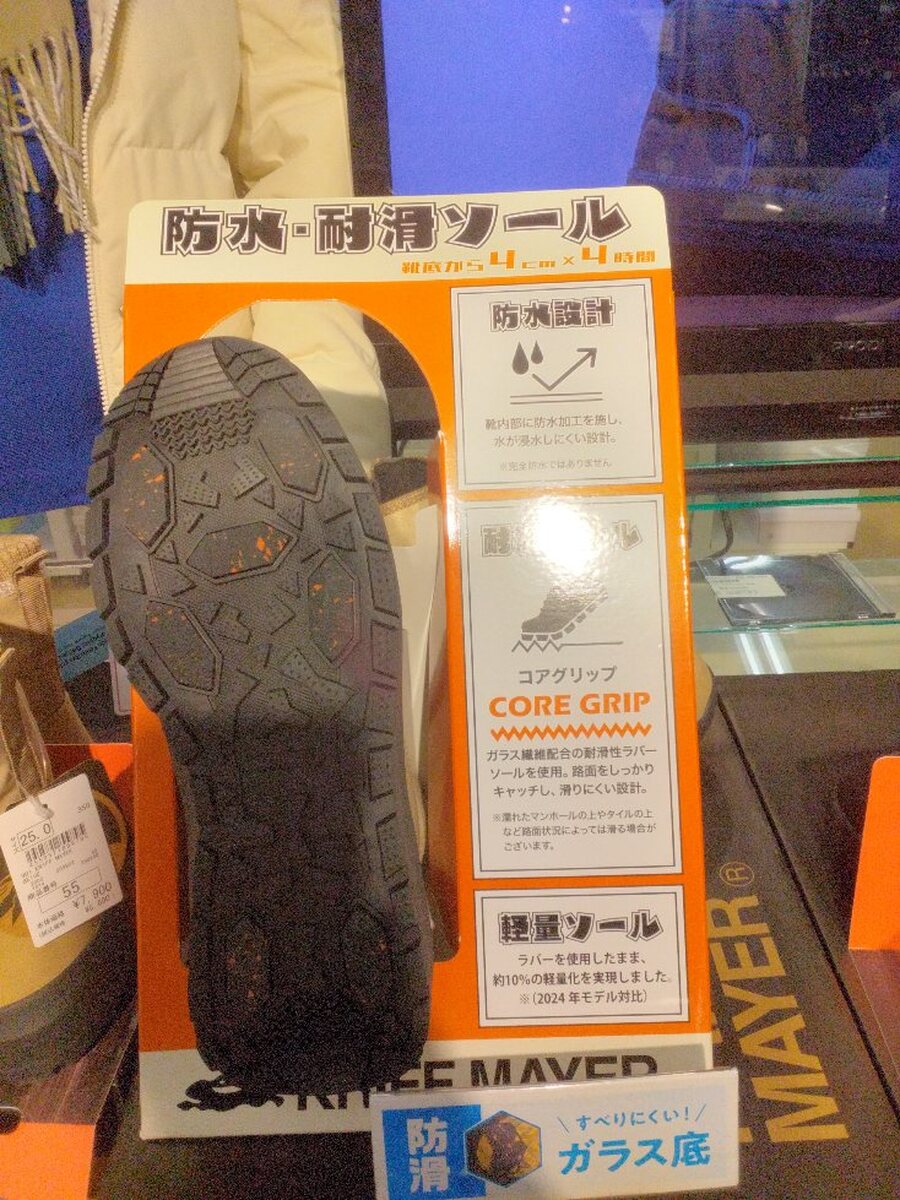 防水・耐滑ソール
靴底から4cm×4時間
防水設計
靴内部に防水加工を施し、
水が浸水しにくい設計。
※完全防水ではありません
コアグリップ
CORE GRIP
ガラス繊維配合の耐滑性ラバー
ソールを使用。路面をしっかり
キャッチし、滑りにくい設計。
※濡れたマンホールの上やタイルの上
など路面状況によっては滑る場合が
ございます。
軽量ソール
ラバーを使用したまま、
約10%の軽量化を実現しました。
※（2024年モデル対比）
MAYER
防滑
すべりにくい！
ガラス底
25.0
55
MAYER®
MAYER